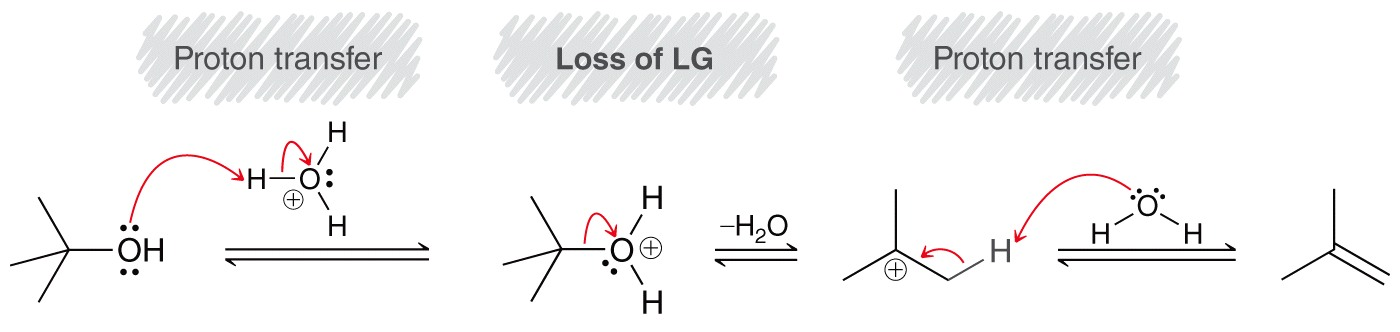 Proton transfer
Loss of LG
Proton transfer
H
H
O
⊕
H
OH
H
O
⊕
H
−H₂O
⊕
H
O
H
H